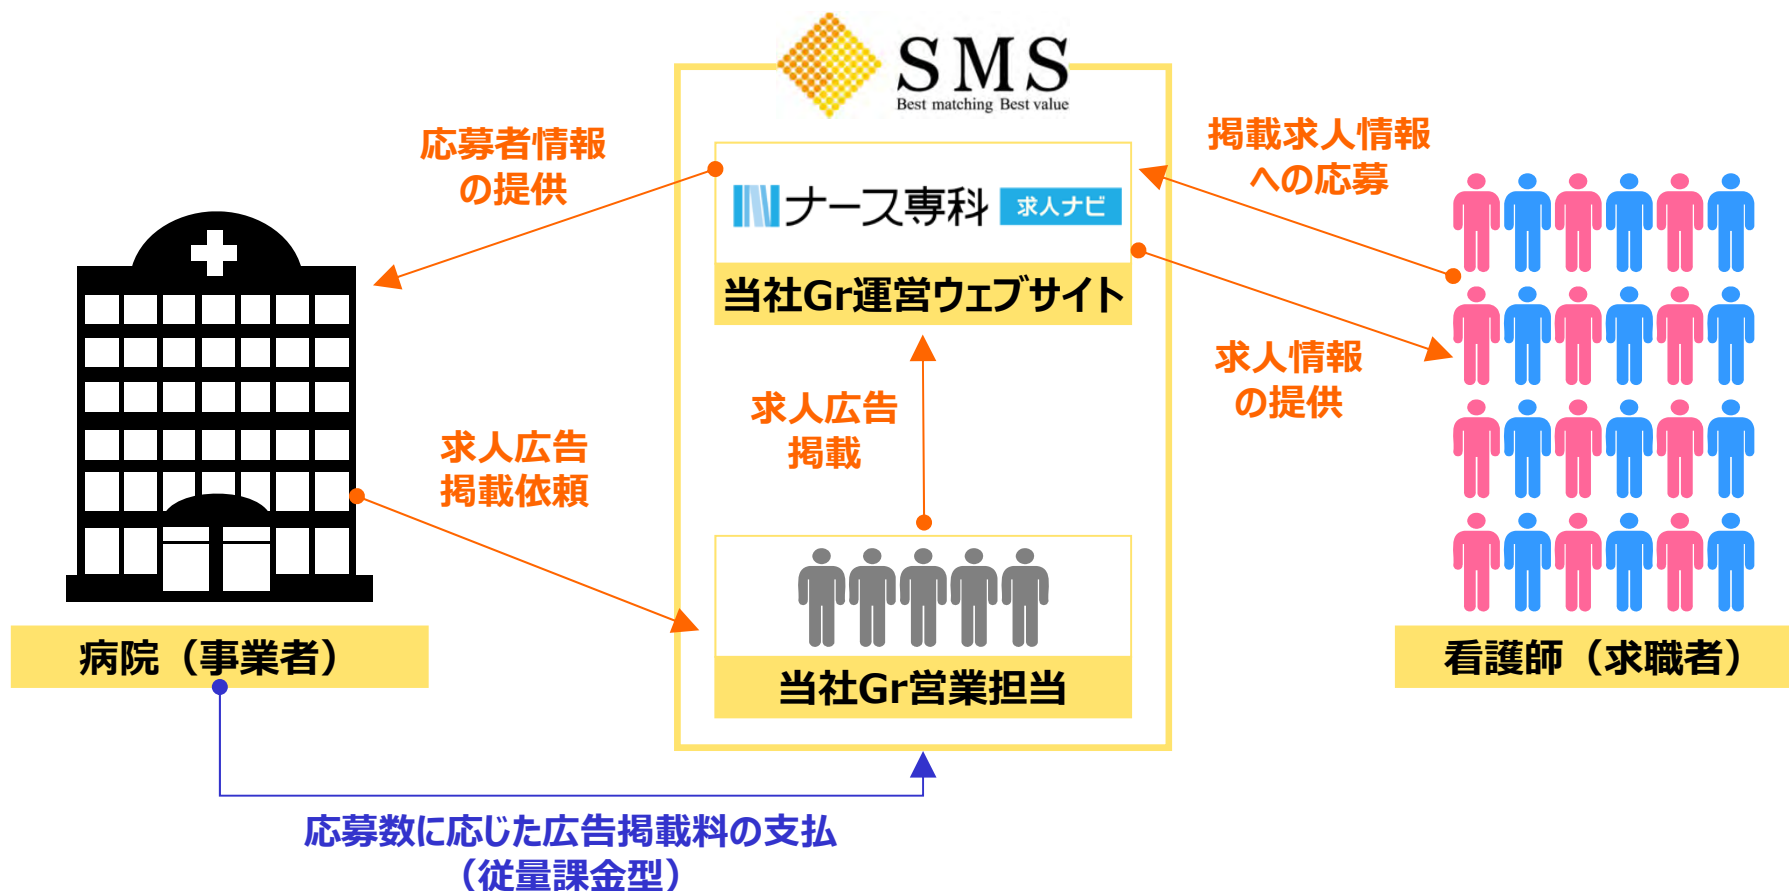 SMS
Best matching Best value
応募者情報
の提供
掲載求人情報
への応募
ナース専科 求人ナビ
当社Gr運営ウェブサイト
求人情報
の提供
求人広告
掲載
求人広告
掲載依頼
病院（事業者）
当社Gr営業担当
看護師（求職者）
応募数に応じた広告掲載料の支払
（従量課金型）